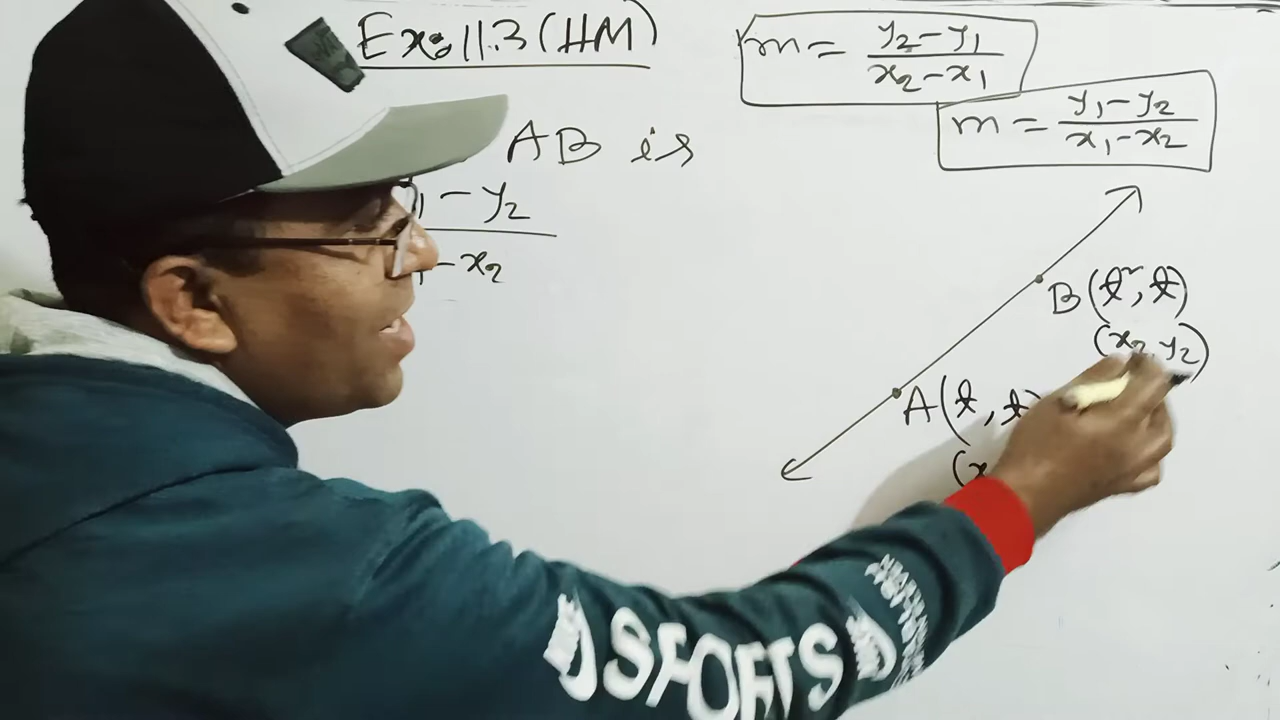 Ex: 11.3 (HM)
m = y₂-y₁ / x₂-x₁
m = y₁-y₂ / x₁-x₂
AB is
- y₂
- x₂
B(t², t)
(x₂, y₂)
A(t, t)
(x
SPORTS